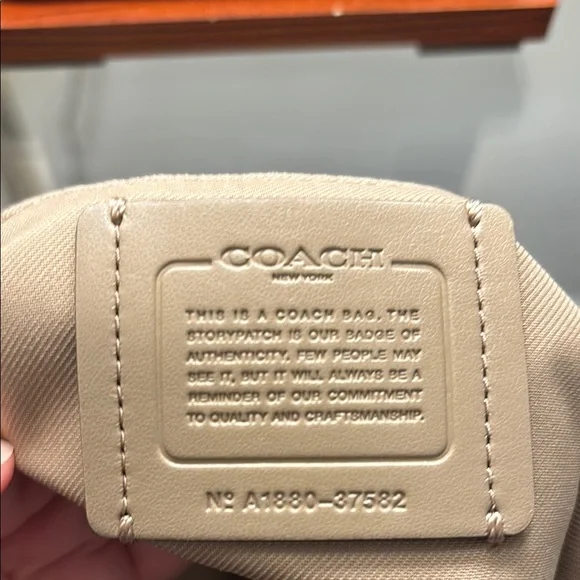 COACH
NEW YORK
THIS IS A COACH BAG. THE
STORYPATCH IS OUR BADGE OF
AUTHENTICITY. FEW PEOPLE MAY
SEE IT, BUT IT WILL ALWAYS BE A
REMINDER OF OUR COMMITMENT
TO QUALITY AND CRAFTSMANSHIP.
Nº A1880-37582